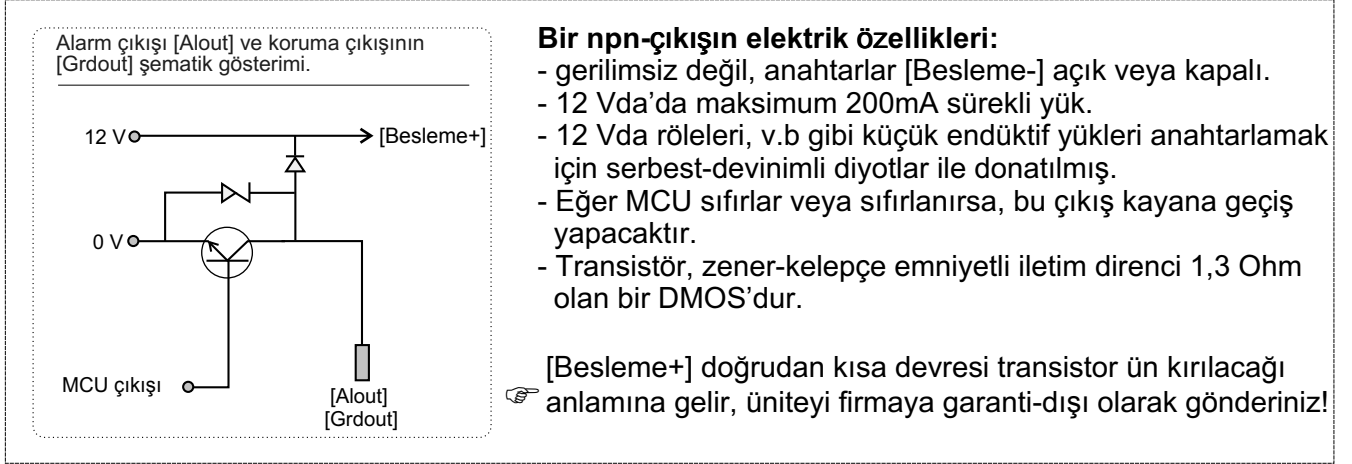 Alarm çıkışı [Alout] ve koruma çıkışının
[Grdout] şematik gösterimi.
12 V
[Besleme+]
0 V
MCU çıkışı
[Alout]
[Grdout]
Bir npn-çıkışın elektrik özellikleri:
- gerilimsiz değil, anahtarlar [Besleme-] açık veya kapalı.
- 12 Vda’da maksimum 200mA sürekli yük.
- 12 Vda röleleri, v.b gibi küçük endüktif yükleri anahtarlamak
için serbest-devinimli diyotlar ile donatılmış.
- Eğer MCU sıfırlar veya sıfırlanırsa, bu çıkış kayana geçiş
yapacaktır.
- Transistör, zener-kelepçe emniyetli iletim direnci 1,3 Ohm
olan bir DMOS’dur.
[Besleme+] doğrudan kısa devresi transistor ün kırılacağı
☞ anlamına gelir, üniteyi firmaya garanti-dışı olarak gönderiniz!